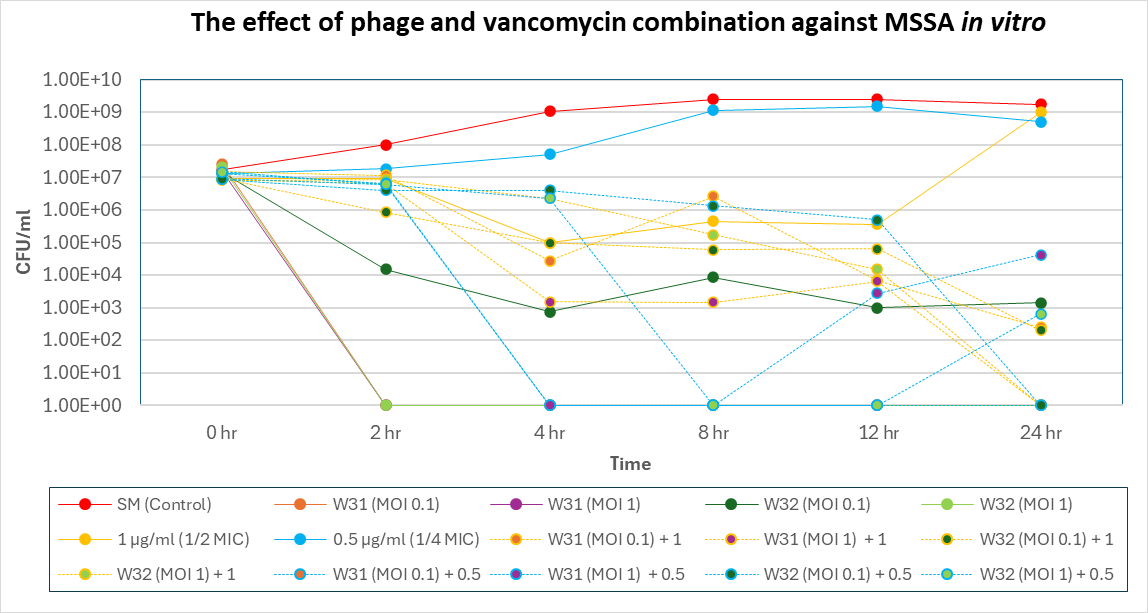 The effect of phage and vancomycin combination against MSSA in vitro
1.00E+10
1.00E+09
1.00E+08
1.00E+07
1.00E+06
1.00E+05
1.00E+04
1.00E+03
1.00E+02
1.00E+01
1.00E+00
CFU/ml
0 hr 2 hr 4 hr 8 hr 12 hr 24 hr
Time
SM (Control) W31 (MOI 0.1) W31 (MOI 1) W32 (MOI 0.1) W32 (MOI 1)
1 µg/ml (1/2 MIC) 0.5 µg/ml (1/4 MIC) W31 (MOI 0.1) + 1 W31 (MOI 1) + 1 W32 (MOI 0.1) + 1
W32 (MOI 1) + 1 W31 (MOI 0.1) + 0.5 W31 (MOI 1) + 0.5 W32 (MOI 0.1) + 0.5 W32 (MOI 1) + 0.5